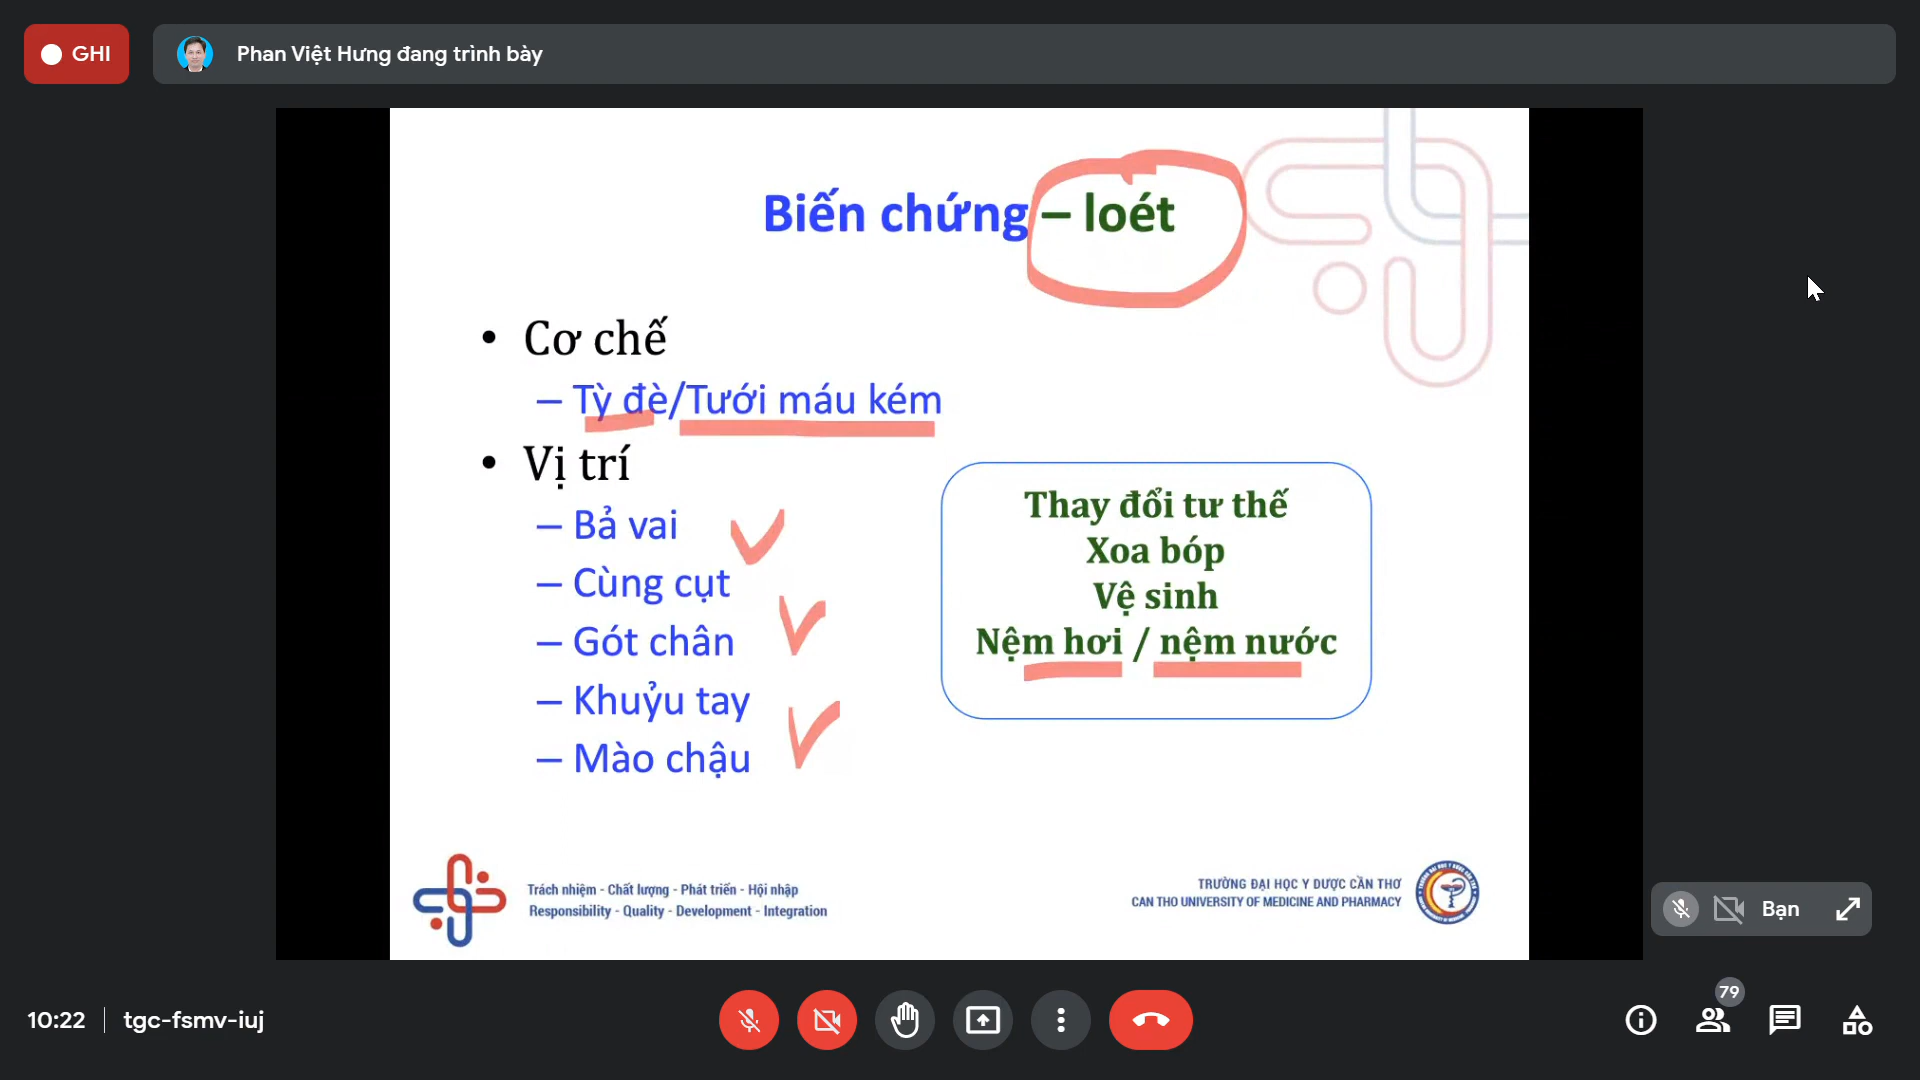 GHI
Phan Việt Hưng đang trình bày
Biến chứng – loét
• Cơ chế
– Tỳ đè/Tưới máu kém
• Vị trí
– Bả vai
– Cùng cụt
– Gót chân
– Khuỷu tay
– Mào chậu
Thay đổi tư thế
Xoa bóp
Vệ sinh
Nệm hơi / nệm nước
Trách nhiệm - Chất lượng - Phát triển - Hội nhập
Responsibility - Quality - Development - Integration
TRƯỜNG ĐẠI HỌC Y DƯỢC CẦN THƠ
CAN THO UNIVERSITY OF MEDICINE AND PHARMACY
Bạn
10:22
tgc-fsmv-iuj
79